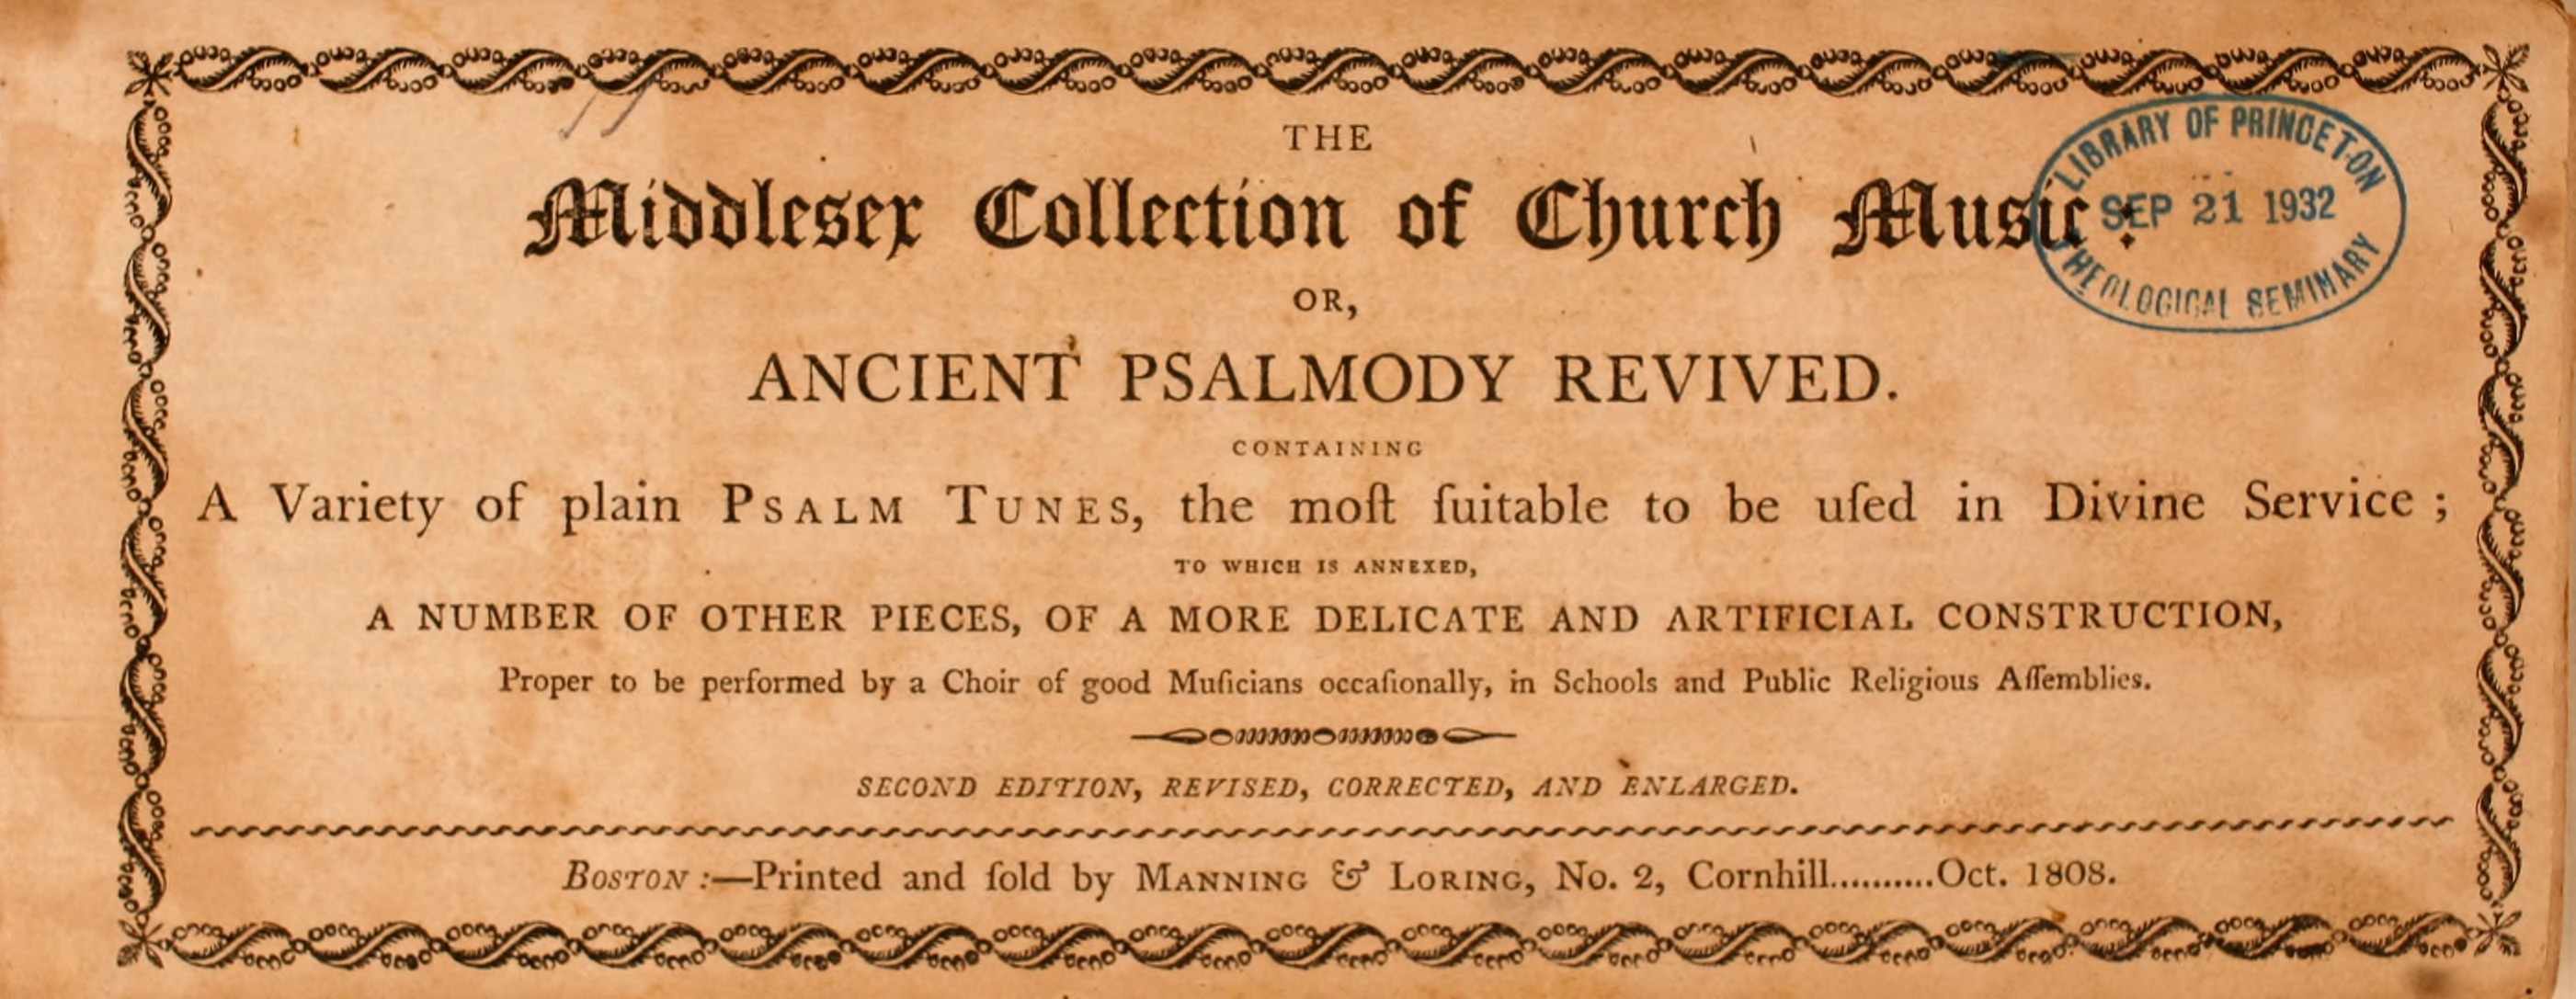 THE
Middlesex Collection of Church Music:
OR,
ANCIENT PSALMODY REVIVED.
CONTAINING
A Variety of plain PSALM TUNES, the moſt ſuitable to be uſed in Divine Service ;
TO WHICH IS ANNEXED,
A NUMBER OF OTHER PIECES, OF A MORE DELICATE AND ARTIFICIAL CONSTRUCTION,
Proper to be performed by a Choir of good Muſicians occaſionally, in Schools and Public Religious Aſſemblies.
SECOND EDITION, REVISED, CORRECTED, AND ENLARGED.
BOSTON :—Printed and ſold by MANNING & LORING, No. 2, Cornhill..........Oct. 1808.
LIBRARY OF PRINCETON
SEP 21 1932
THEOLOGICAL SEMINARY